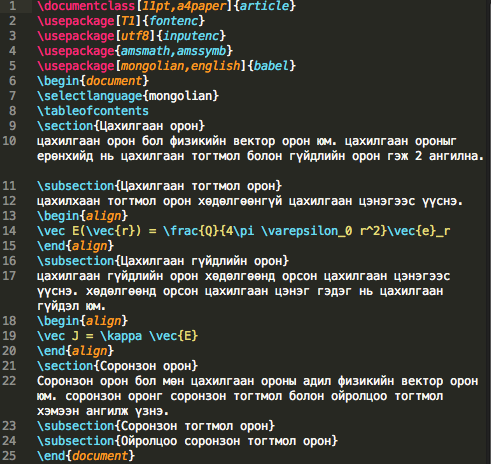 1 \documentclass[11pt,a4paper]{article}
2 \usepackage[T1]{fontenc}
3 \usepackage[utf8]{inputenc}
4 \usepackage{amsmath,amssymb}
5 \usepackage[mongolian,english]{babel}
6 \begin{document}
7 \selectlanguage{mongolian}
8 \tableofcontents
9 \section{Цахилгаан орон}
10 цахилгаан орон бол физикийн вектор орон юм. цахилгаан ороныг
ерөнхийд нь цахилгаан тогтмол болон гүйдлийн орон гэж 2 ангилна.
11 \subsection{Цахилгаан тогтмол орон}
12 цахилхаан тогтмол орон хөдөлгөөнгүй цахилгаан цэнэгээс үүснэ.
13 \begin{align}
14 \vec E(\vec{r}) = \frac{Q}{4\pi \varepsilon_0 r^2}\vec{e}_r
15 \end{align}
16 \subsection{Цахилгаан гүйдлийн орон}
17 цахилгаан гүйдлийн орон хөдөлгөөнд орсон цахилгаан цэнэгээс
үүснэ. хөдөлгөөнд орсон цахилгаан цэнэг гэдэг нь цахилгаан
гүйдэл юм.
18 \begin{align}
19 \vec J = \kappa \vec{E}
20 \end{align}
21 \section{Соронзон орон}
22 Соронзон орон бол мөн цахилгаан ороны адил физикийн вектор орон
юм. соронзон оронг соронзон тогтмол болон ойролцоо тогтмол
хэмээн ангилж үзнэ.
23 \subsection{Соронзон тогтмол орон}
24 \subsection{Ойролцоо соронзон тогтмол орон}
25 \end{document}